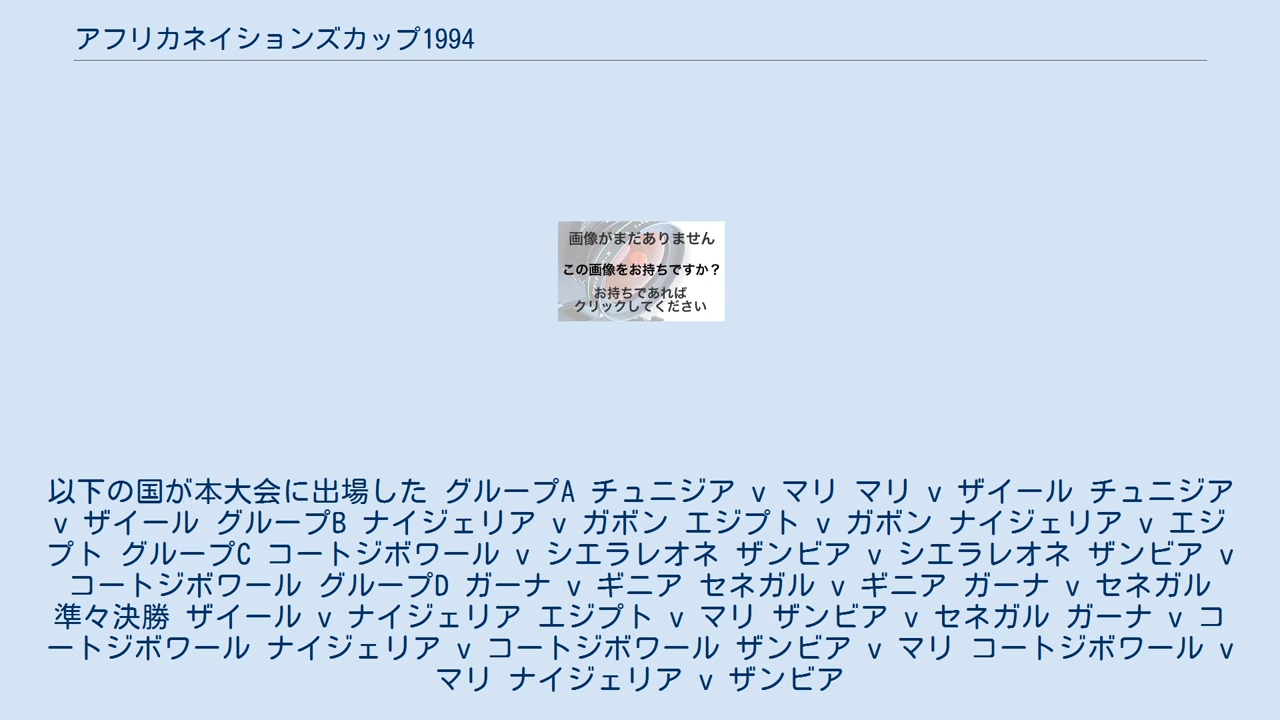 アフリカネイションズカップ1994
画像がまだありません
この画像をお持ちですか？
お持ちであれば
クリックしてください
以下の国が本大会に出場した グループA チュニジア v マリ マリ v ザイール チュニジア
v ザイール グループB ナイジェリア v ガボン エジプト v ガボン ナイジェリア v エジ
プト グループC コートジボワール v シエラレオネ ザンビア v シエラレオネ ザンビア v
コートジボワール グループD ガーナ v ギニア セネガル v ギニア ガーナ v セネガル
準々決勝 ザイール v ナイジェリア エジプト v マリ ザンビア v セネガル ガーナ v コ
ートジボワール ナイジェリア v コートジボワール ザンビア v マリ コートジボワール v
マリ ナイジェリア v ザンビア